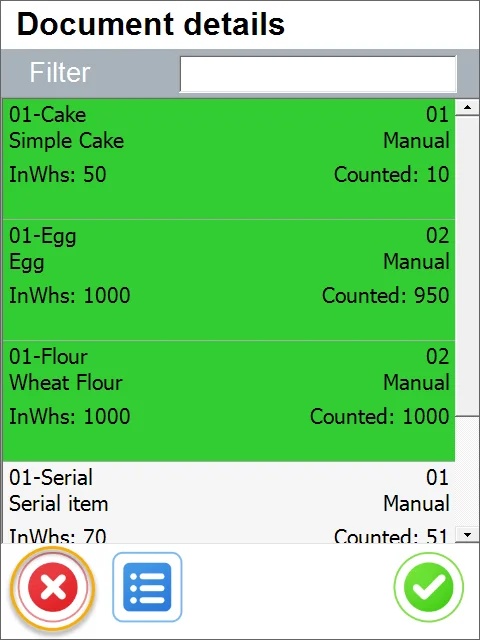 Document details
Filter
01-Cake 01
Simple Cake Manual
InWhs: 50 Counted: 10
01-Egg 02
Egg Manual
InWhs: 1000 Counted: 950
01-Flour 02
Wheat Flour Manual
InWhs: 1000 Counted: 1000
01-Serial 01
Serial item Manual
InWhs: 70 Counted: 51